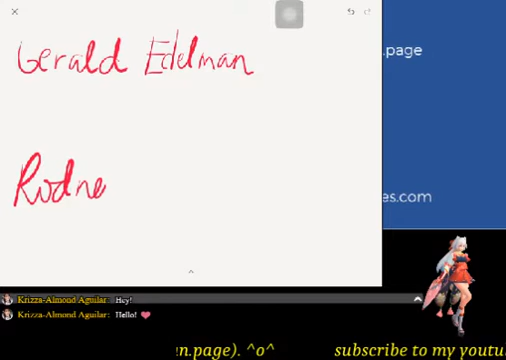 Gerald Edelman
.page
Rodne
es.com
Krizza-Almond Aguilar: Hey!
Krizza-Almond Aguilar: Hello! ❤
an.page). ^o^ subscribe to my youtu